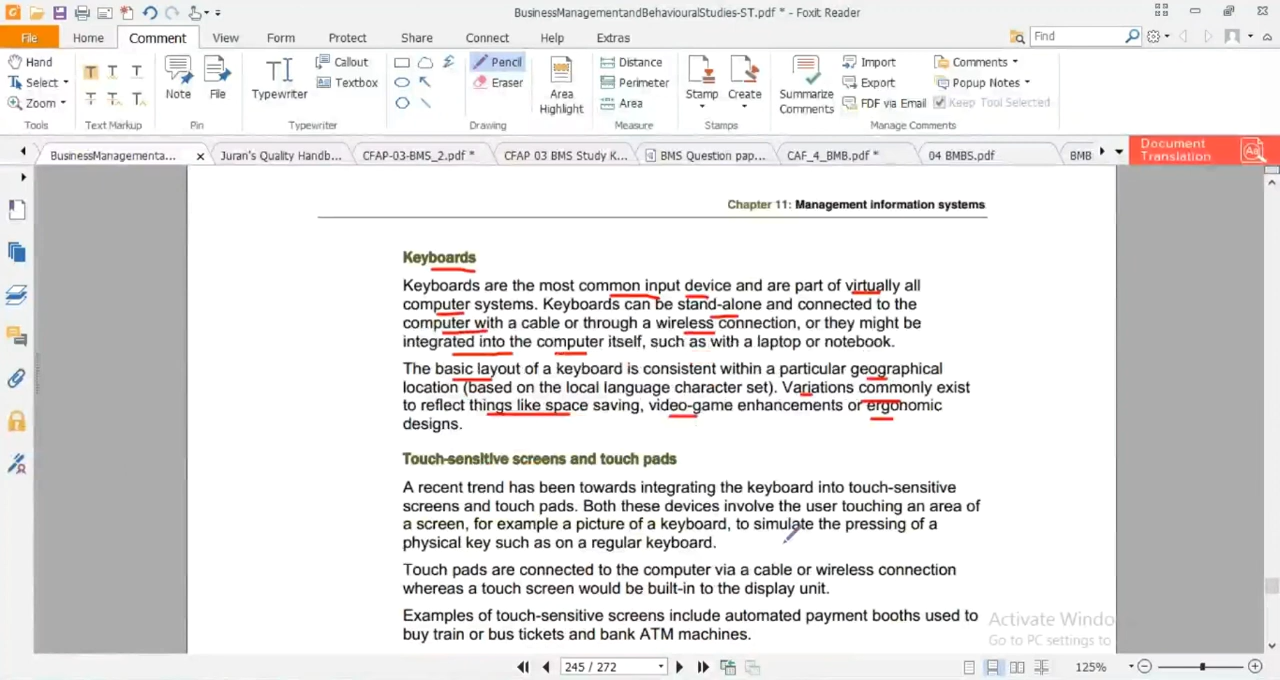 BusinessManagementandBehaviouralStudies-ST.pdf * - Foxit Reader
File Home Comment View Form Protect Share Connect Help Extras Find
Hand
Select
Zoom
Tools
T T T
T T T
Text Markup
Note File
Pin
Typewriter
Callout
Textbox
Typewriter
Pencil
Eraser
Drawing
Area
Highlight
Distance
Perimeter
Area
Measure
Stamp Create
Stamps
Summarize
Comments
Import
Export
FDF via Email
Comments
Popup Notes
Keep Tool Selected
Manage Comments
BusinessManagementa... x Juran's Quality Handb... CFAP-03-BMS_2.pdf * CFAP 03 BMS Study K... BMS Question pap... CAF_4_BMB.pdf * 04 BMBS.pdf BMB
Document
Translation
Chapter 11: Management information systems
Keyboards
Keyboards are the most common input device and are part of virtually all
computer systems. Keyboards can be stand-alone and connected to the
computer with a cable or through a wireless connection, or they might be
integrated into the computer itself, such as with a laptop or notebook.
The basic layout of a keyboard is consistent within a particular geographical
location (based on the local language character set). Variations commonly exist
to reflect things like space saving, video-game enhancements or ergonomic
designs.
Touch-sensitive screens and touch pads
A recent trend has been towards integrating the keyboard into touch-sensitive
screens and touch pads. Both these devices involve the user touching an area of
a screen, for example a picture of a keyboard, to simulate the pressing of a
physical key such as on a regular keyboard.
Touch pads are connected to the computer via a cable or wireless connection
whereas a touch screen would be built-in to the display unit.
Examples of touch-sensitive screens include automated payment booths used to
buy train or bus tickets and bank ATM machines.
Activate Windo
Go to PC settings to
245 / 272
125%